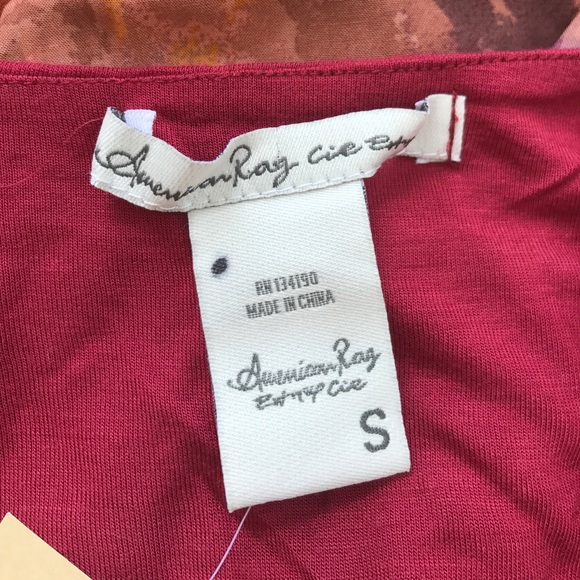 American Rag Cie
RN 134190
MADE IN CHINA
American Rag
Cie
S